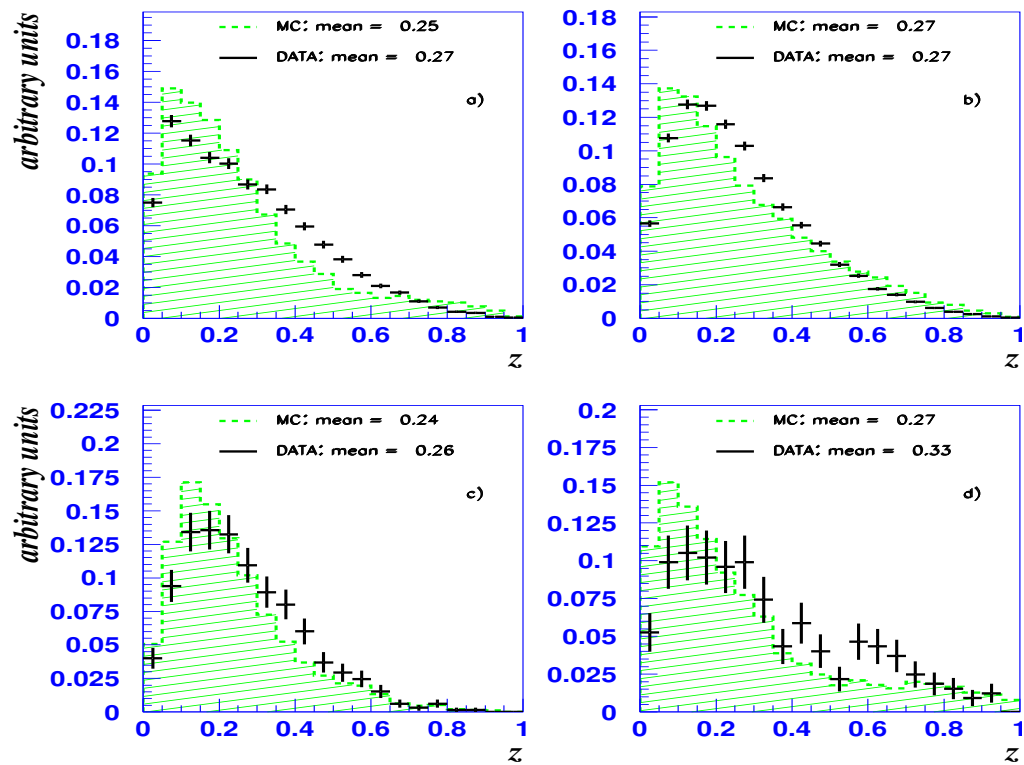 MC: mean = 0.25
DATA: mean = 0.27
a)
arbitrary units
0.18
0.16
0.14
0.12
0.1
0.08
0.06
0.04
0.02
0
0 0.2 0.4 0.6 0.8 1
z
MC: mean = 0.27
DATA: mean = 0.27
b)
0.18
0.16
0.14
0.12
0.1
0.08
0.06
0.04
0.02
0
0 0.2 0.4 0.6 0.8 1
z
MC: mean = 0.24
DATA: mean = 0.26
c)
arbitrary units
0.225
0.2
0.175
0.15
0.125
0.1
0.075
0.05
0.025
0
0 0.2 0.4 0.6 0.8 1
z
MC: mean = 0.27
DATA: mean = 0.33
d)
0.2
0.175
0.15
0.125
0.1
0.075
0.05
0.025
0
0 0.2 0.4 0.6 0.8 1
z